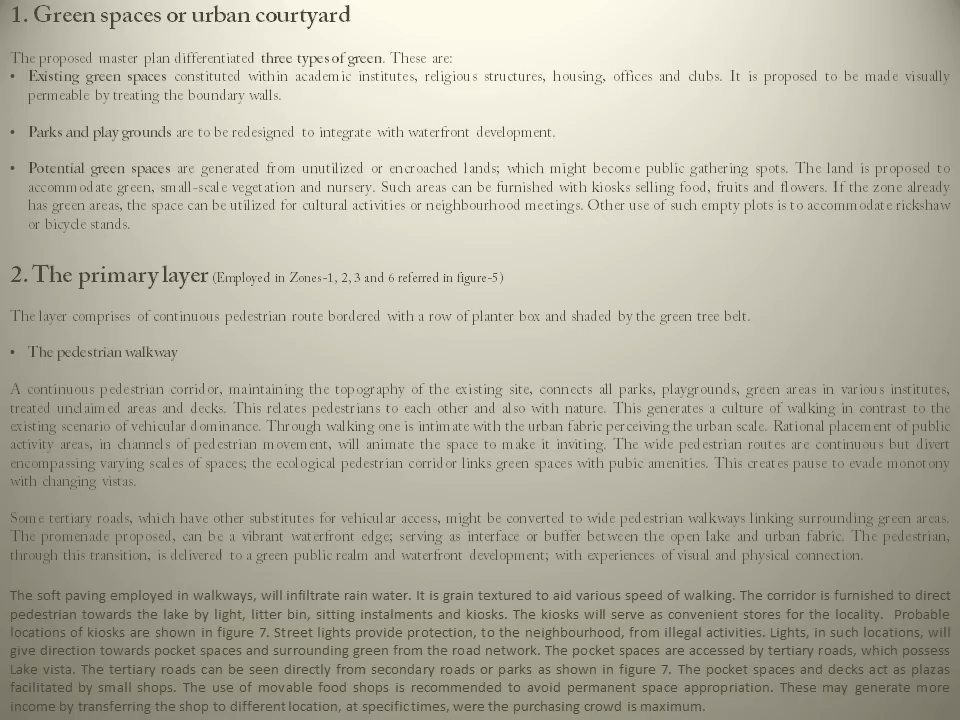 1. Green spaces or urban courtyard
The proposed master plan differentiated three types of green. These are:
• Existing green spaces constituted within academic institutes, religious structures, housing, offices and clubs. It is proposed to be made visually
permeable by treating the boundary walls.
• Parks and play grounds are to be redesigned to integrate with waterfront development.
• Potential green spaces are generated from unutilized or encroached lands; which might become public gathering spots. The land is proposed to
accommodate green, small-scale vegetation and nursery. Such areas can be furnished with kiosks selling food, fruits and flowers. If the zone already
has green areas, the space can be utilized for cultural activities or neighbourhood meetings. Other use of such empty plots is to accommodate rickshaw
or bicycle stands.
2. The primary layer (Employed in Zones-1, 2, 3 and 6 referred in figure-5)
The layer comprises of continuous pedestrian route bordered with a row of planter box and shaded by the green tree belt.
• The pedestrian walkway
A continuous pedestrian corridor, maintaining the topography of the existing site, connects all parks, playgrounds, green areas in various institutes,
treated unclaimed areas and decks. This relates pedestrians to each other and also with nature. This generates a culture of walking in contrast to the
existing scenario of vehicular dominance. Through walking one is intimate with the urban fabric perceiving the urban scale. Rational placement of public
activity areas, in channels of pedestrian movement, will animate the space to make it inviting. The wide pedestrian routes are continuous but divert
encompassing varying scales of spaces; the ecological pedestrian corridor links green spaces with pubic amenities. This creates pause to evade monotony
with changing vistas.
Some tertiary roads, which have other substitutes for vehicular access, might be converted to wide pedestrian walkways linking surrounding green areas.
The promenade proposed, can be a vibrant waterfront edge; serving as interface or buffer between the open lake and urban fabric. The pedestrian,
through this transition, is delivered to a green public realm and waterfront development; with experiences of visual and physical connection.
The soft paving employed in walkways, will infiltrate rain water. It is grain textured to aid various speed of walking. The corridor is furnished to direct
pedestrian towards the lake by light, litter bin, sitting instalments and kiosks. The kiosks will serve as convenient stores for the locality. Probable
locations of kiosks are shown in figure 7. Street lights provide protection, to the neighbourhood, from illegal activities. Lights, in such locations, will
give direction towards pocket spaces and surrounding green from the road network. The pocket spaces are accessed by tertiary roads, which possess
Lake vista. The tertiary roads can be seen directly from secondary roads or parks as shown in figure 7. The pocket spaces and decks act as plazas
facilitated by small shops. The use of movable food shops is recommended to avoid permanent space appropriation. These may generate more
income by transferring the shop to different location, at specific times, were the purchasing crowd is maximum.